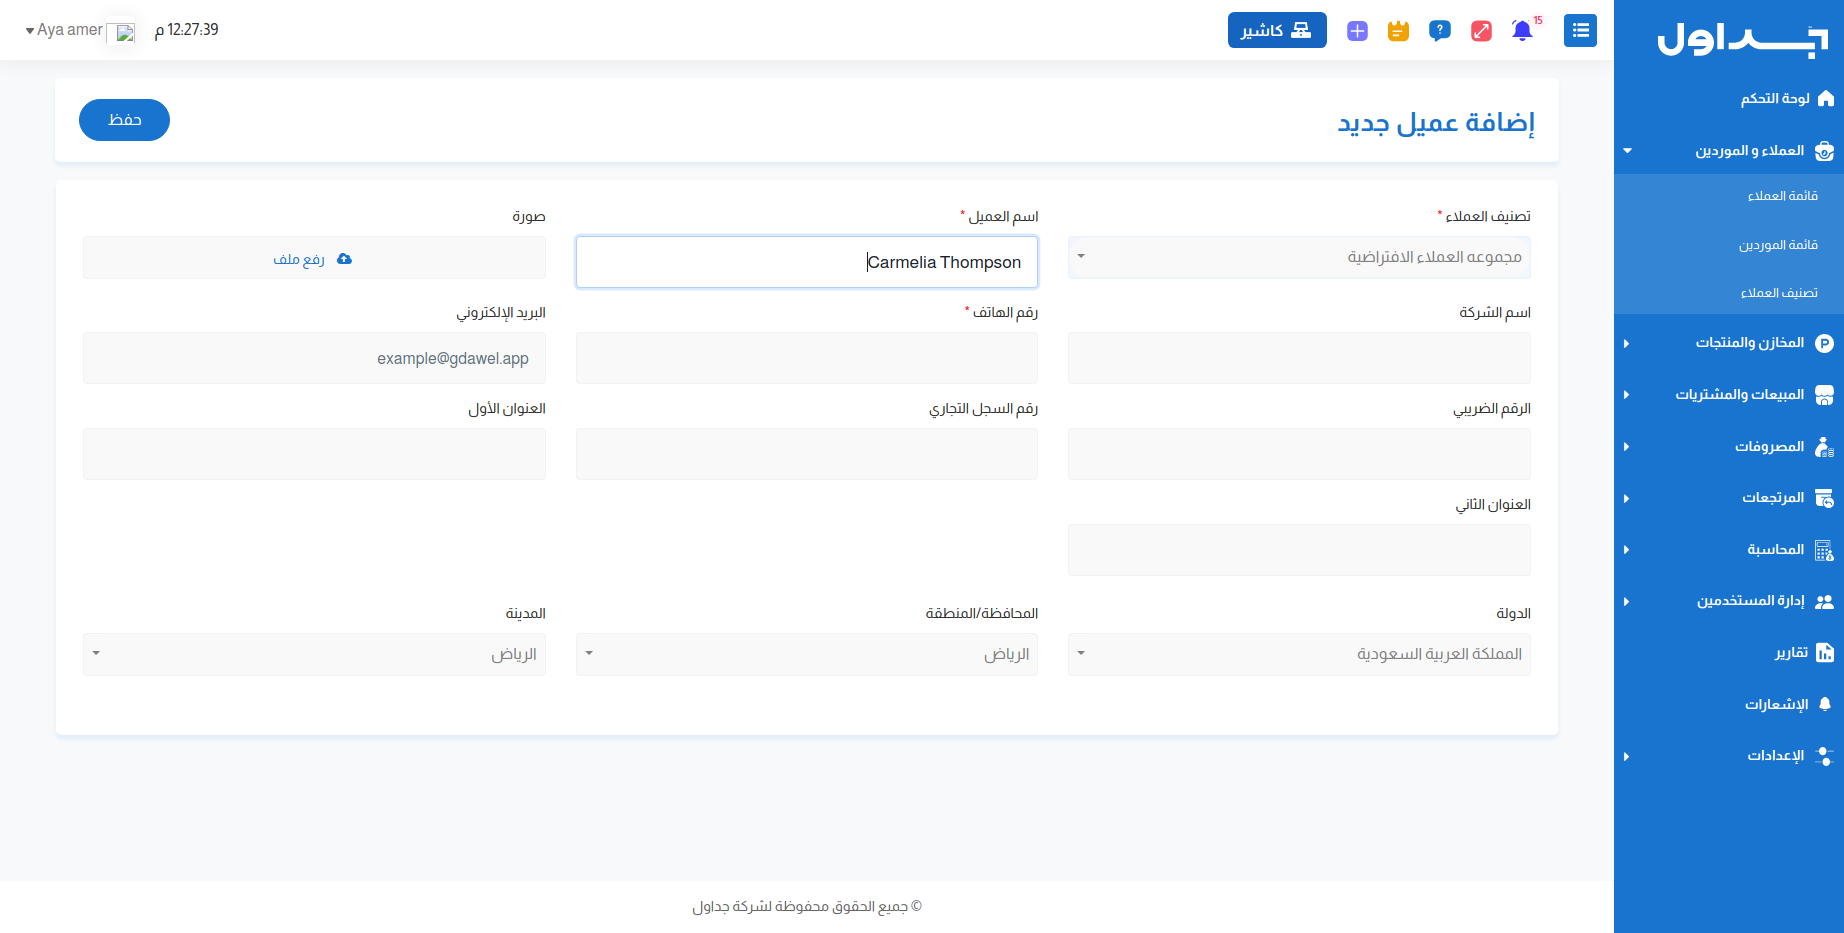 جداول
لوحة التحكم
العملاء و الموردين
قائمة العملاء
قائمة الموردين
تصنيف العملاء
المخازن والمنتجات
المبيعات والمشتريات
المصروفات
المرتجعات
المحاسبة
إدارة المستخدمين
تقارير
الإشعارات
الإعدادات
15
كاشير
12:27:39 م
Aya amer
إضافة عميل جديد
حفظ
تصنيف العملاء *
اسم العميل *
صورة
مجموعه العملاء الافتراضية
Carmelia Thompson
رفع ملف
اسم الشركة
رقم الهاتف *
البريد الإلكتروني
example@gdawel.app
الرقم الضريبي
رقم السجل التجاري
العنوان الأول
العنوان الثاني
الدولة
المحافظة/المنطقة
المدينة
المملكة العربية السعودية
الرياض
الرياض
© جميع الحقوق محفوظة لشركة جداول